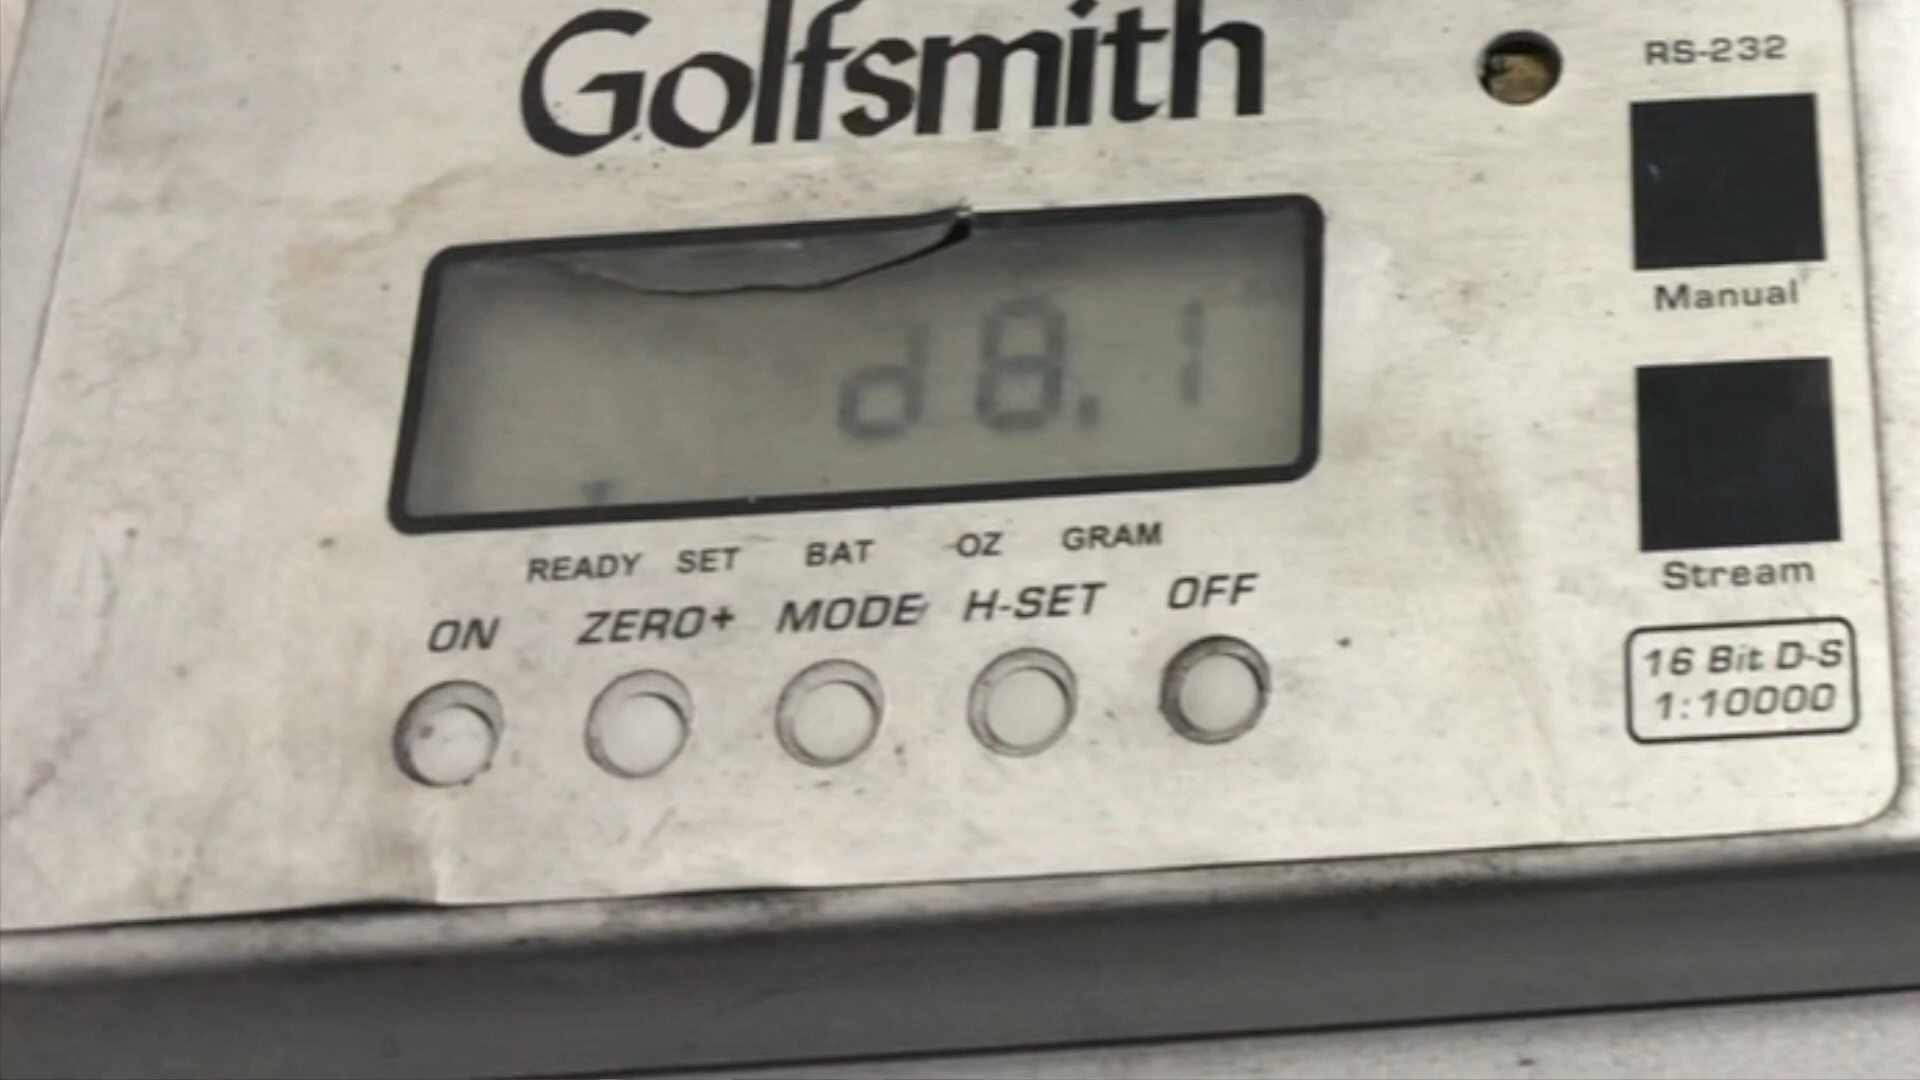 Golfsmith
RS-232
Manual
d8.1
Stream
READY SET BAT OZ GRAM
ON ZERO+ MODE H-SET OFF
16 Bit D-S
1:10000